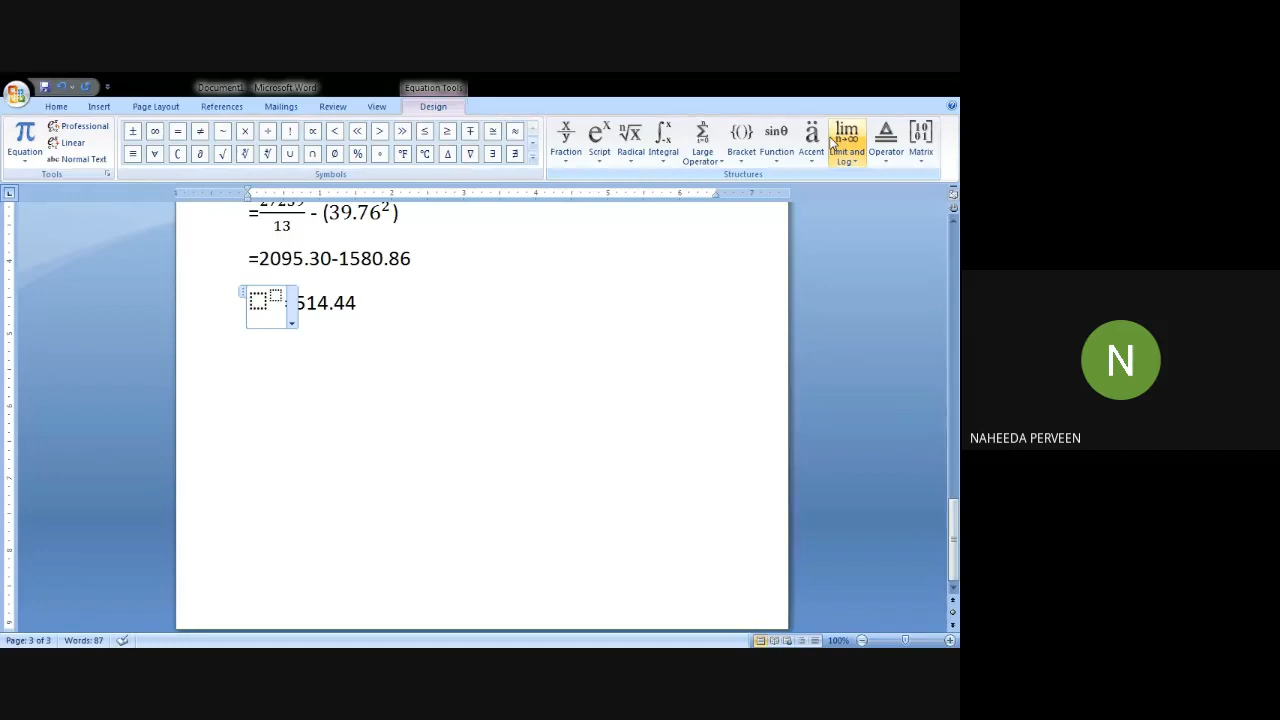 Document1 - Microsoft Word
Equation Tools
Home Insert Page Layout References Mailings Review View Design
π Equation
Professional
Linear
abc Normal Text
Tools
± ∞ = ≠ ~ × ÷ ! ∝ < ≪ > ≫ ≤ ≥ ∓ ≅ ≈
≡ ∀ ∁ ∂ √ ∛ ∜ ∪ ∩ ∅ % ° °F °C ∆ ∇ ∃ ∄
Symbols
Fraction Script Radical Integral Large Operator Bracket Function Accent Limit and Log Operator Matrix
Structures
=27239/13 - (39.76²)
=2095.30-1580.86
514.44
N
NAHEEDA PERVEEN
Page: 3 of 3 Words: 87
100%